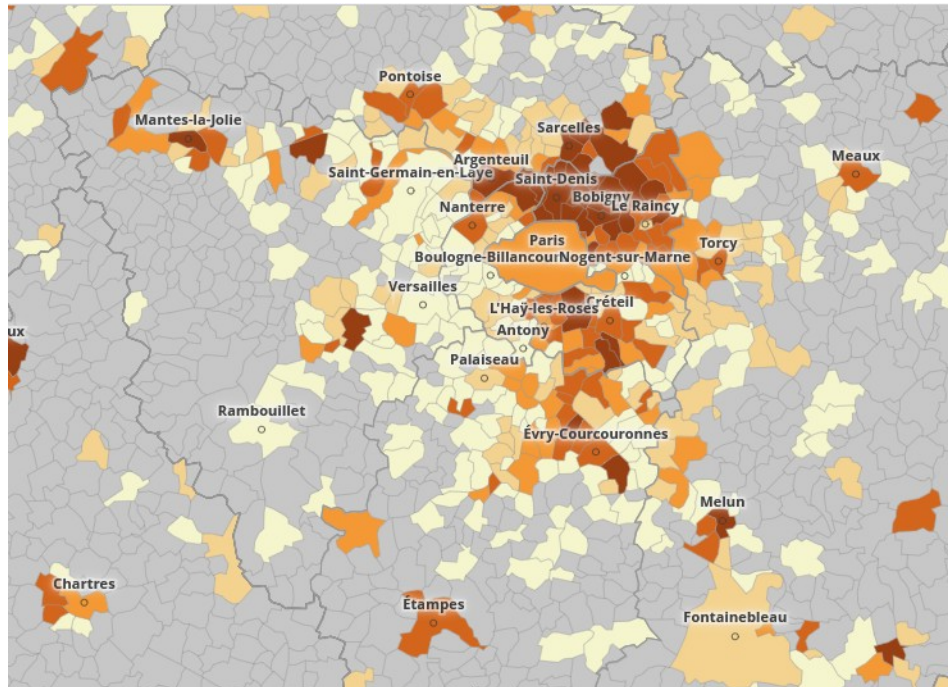 Pontoise
Mantes-la-Jolie
Sarcelles
Argenteuil
Meaux
Saint-Germain-en-Laye
Saint-Denis
Bobigny
Le Raincy
Nanterre
Paris
Torcy
Boulogne-Billancour
Nogent-sur-Marne
Versailles
L'Haÿ-les-Roses
Créteil
Antony
ux
Palaiseau
Rambouillet
Évry-Courcouronnes
Melun
Chartres
Étampes
Fontainebleau